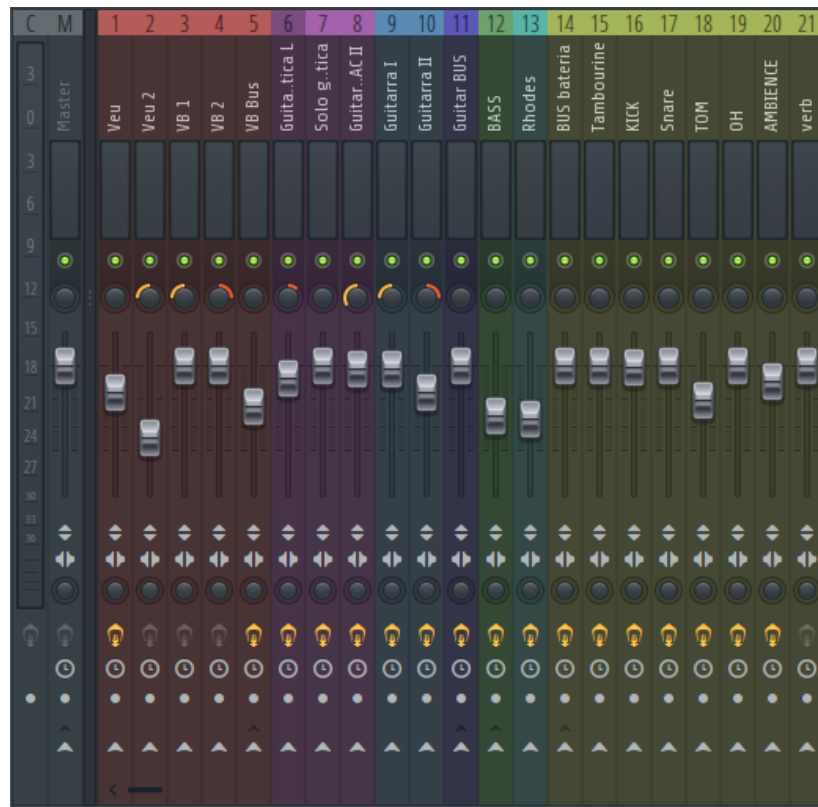 C M 1 2 3 4 5 6 7 8 9 10 11 12 13 14 15 16 17 18 19 20 21
Master
Veu
Veu 2
VB 1
VB 2
VB Bus
Guita..tica L
Solo g..tica
Guitar..AC II
Guitarra I
Guitarra II
Guitar BUS
BASS
Rhodes
BUS bateria
Tambourine
KICK
Snare
TOM
OH
AMBIENCE
verb
3
0
3
6
9
12
15
18
21
24
27
30
33
36